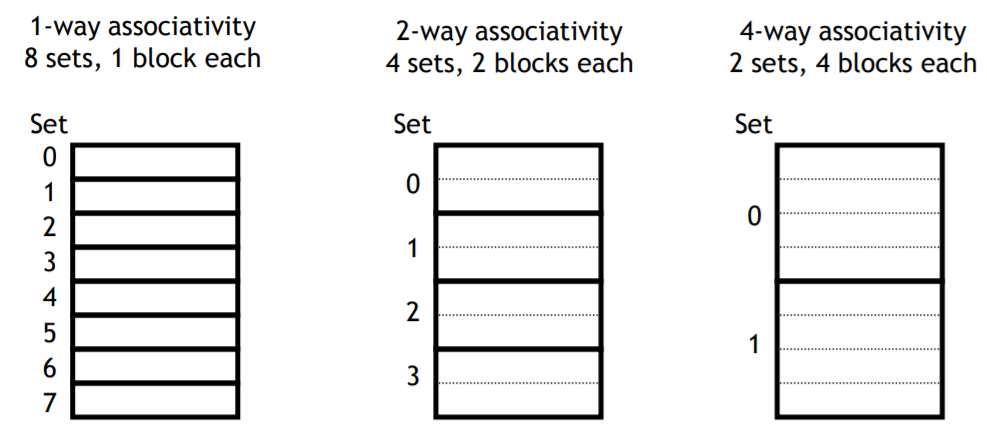 1-way associativity
8 sets, 1 block each
Set
0
1
2
3
4
5
6
7
2-way associativity
4 sets, 2 blocks each
Set
0
1
2
3
4-way associativity
2 sets, 4 blocks each
Set
0
1